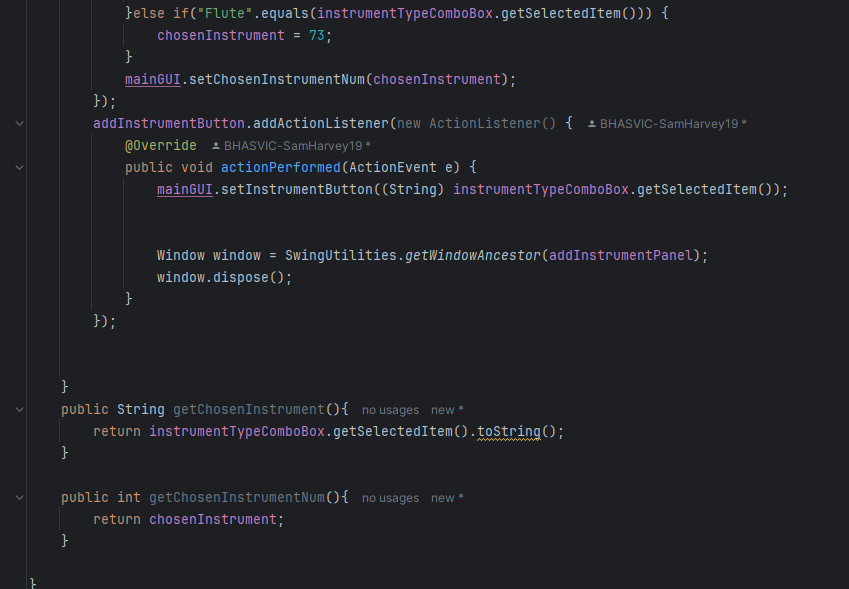 }else if("Flute".equals(instrumentTypeComboBox.getSelectedItem())) {
chosenInstrument = 73;
}
mainGUI.setChosenInstrumentNum(chosenInstrument);
});
addInstrumentButton.addActionListener(new ActionListener() { BHASVIC-SamHarvey19 *
@Override BHASVIC-SamHarvey19 *
public void actionPerformed(ActionEvent e) {
mainGUI.setInstrumentButton((String) instrumentTypeComboBox.getSelectedItem());
Window window = SwingUtilities.getWindowAncestor(addInstrumentPanel);
window.dispose();
}
});
}
public String getChosenInstrument(){ no usages new *
return instrumentTypeComboBox.getSelectedItem().toString();
}
public int getChosenInstrumentNum(){ no usages new *
return chosenInstrument;
}
}